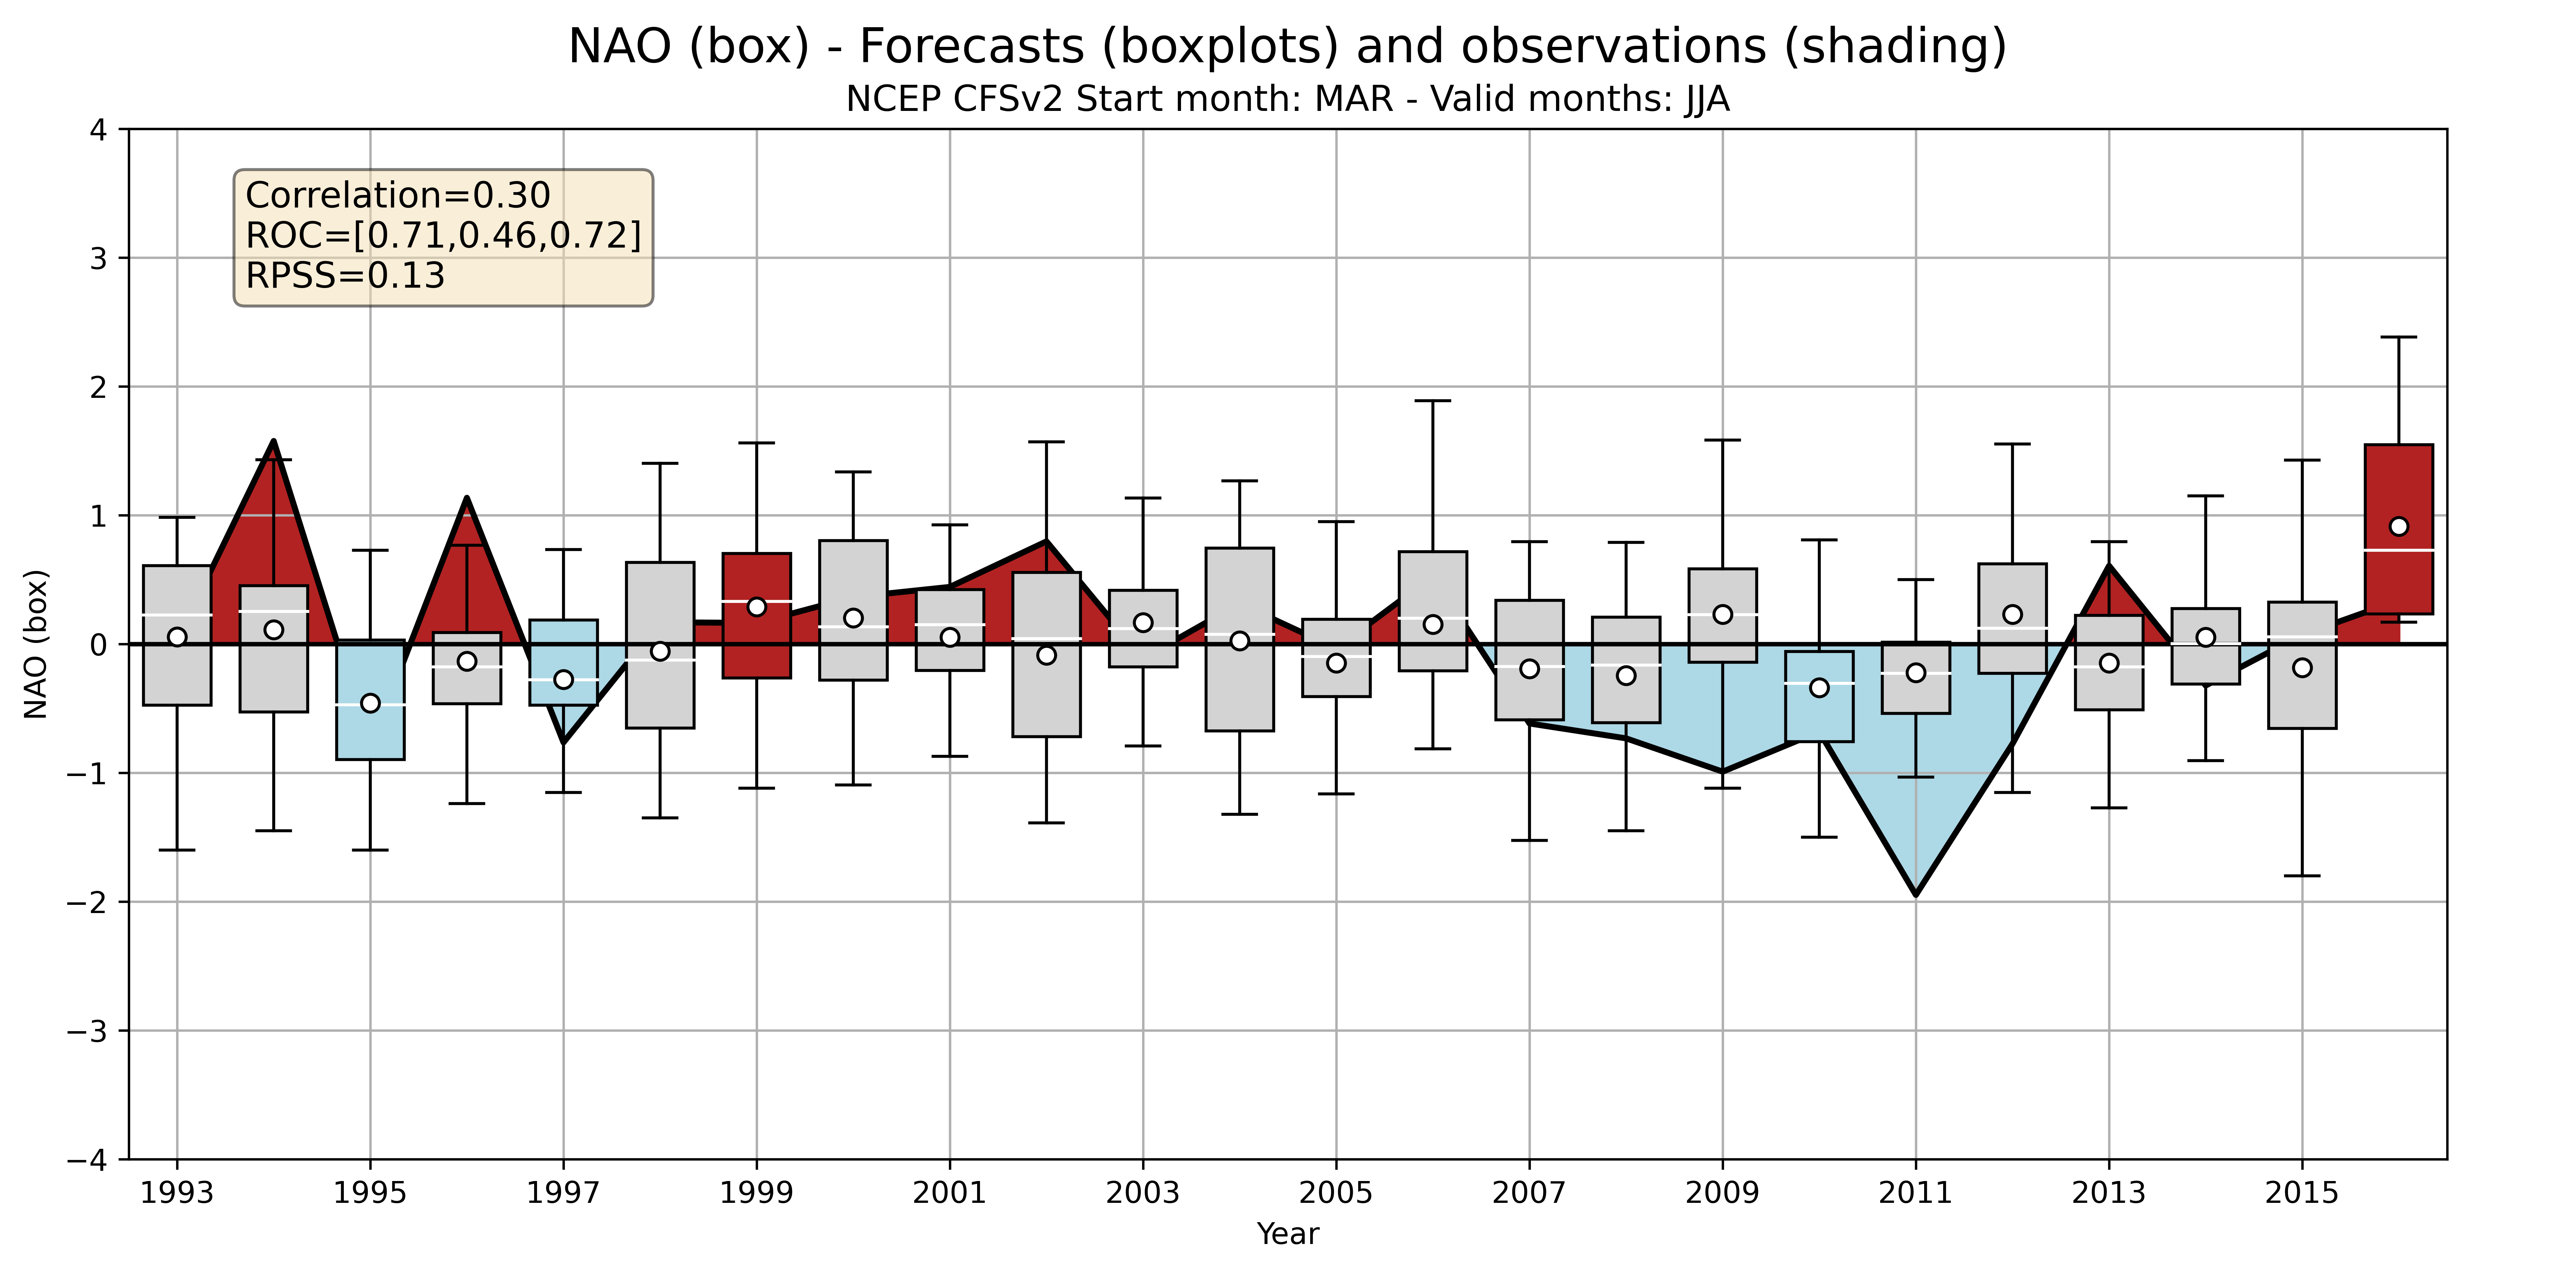 NAO (box) - Forecasts (boxplots) and observations (shading)
NCEP CFSv2 Start month: MAR - Valid months: JJA
Correlation=0.30
ROC=[0.71,0.46,0.72]
RPSS=0.13
NAO (box)
4
3
2
1
0
−1
−2
−3
−4
1993 1995 1997 1999 2001 2003 2005 2007 2009 2011 2013 2015
Year